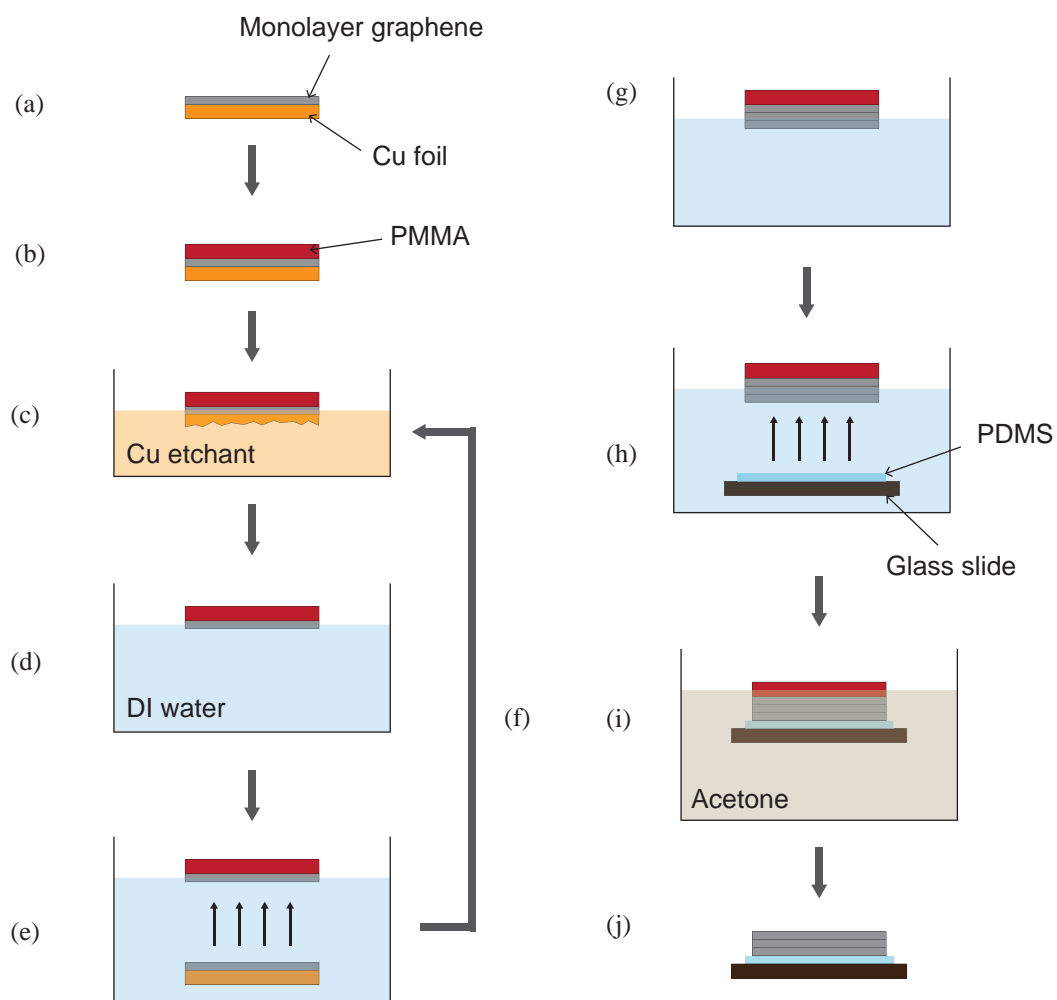 Monolayer graphene
(a)
Cu foil
(b)
PMMA
(c)
Cu etchant
(d)
DI water
(e)
(f)
(g)
(h)
PDMS
Glass slide
(i)
Acetone
(j)